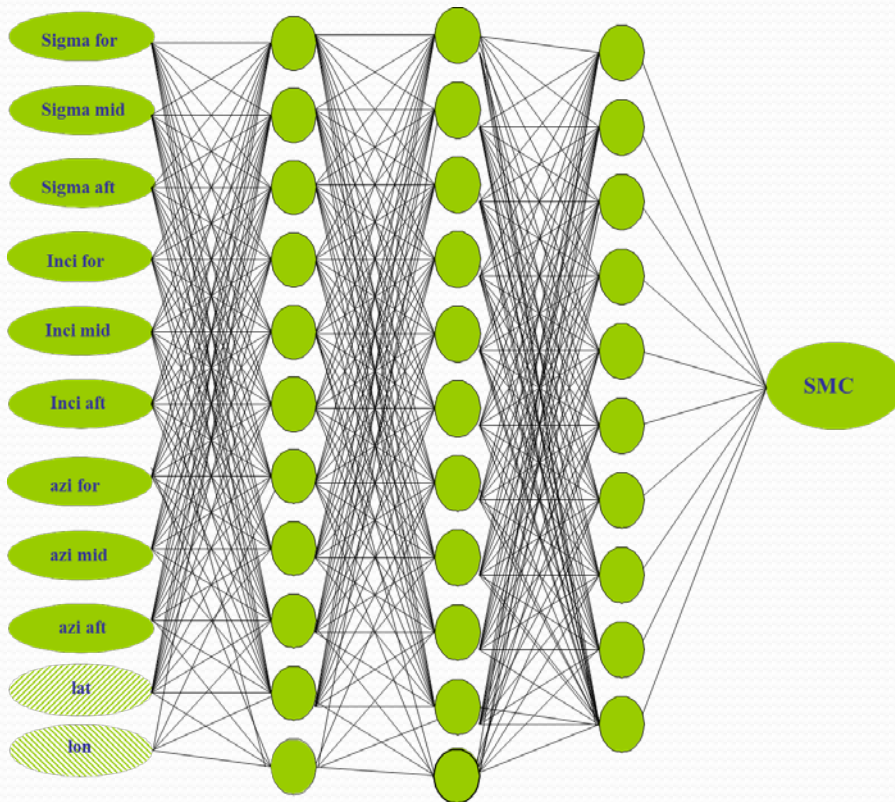 Sigma for
Sigma mid
Sigma aft
Inci for
Inci mid
Inci aft
azi for
azi mid
azi aft
lat
lon
SMC